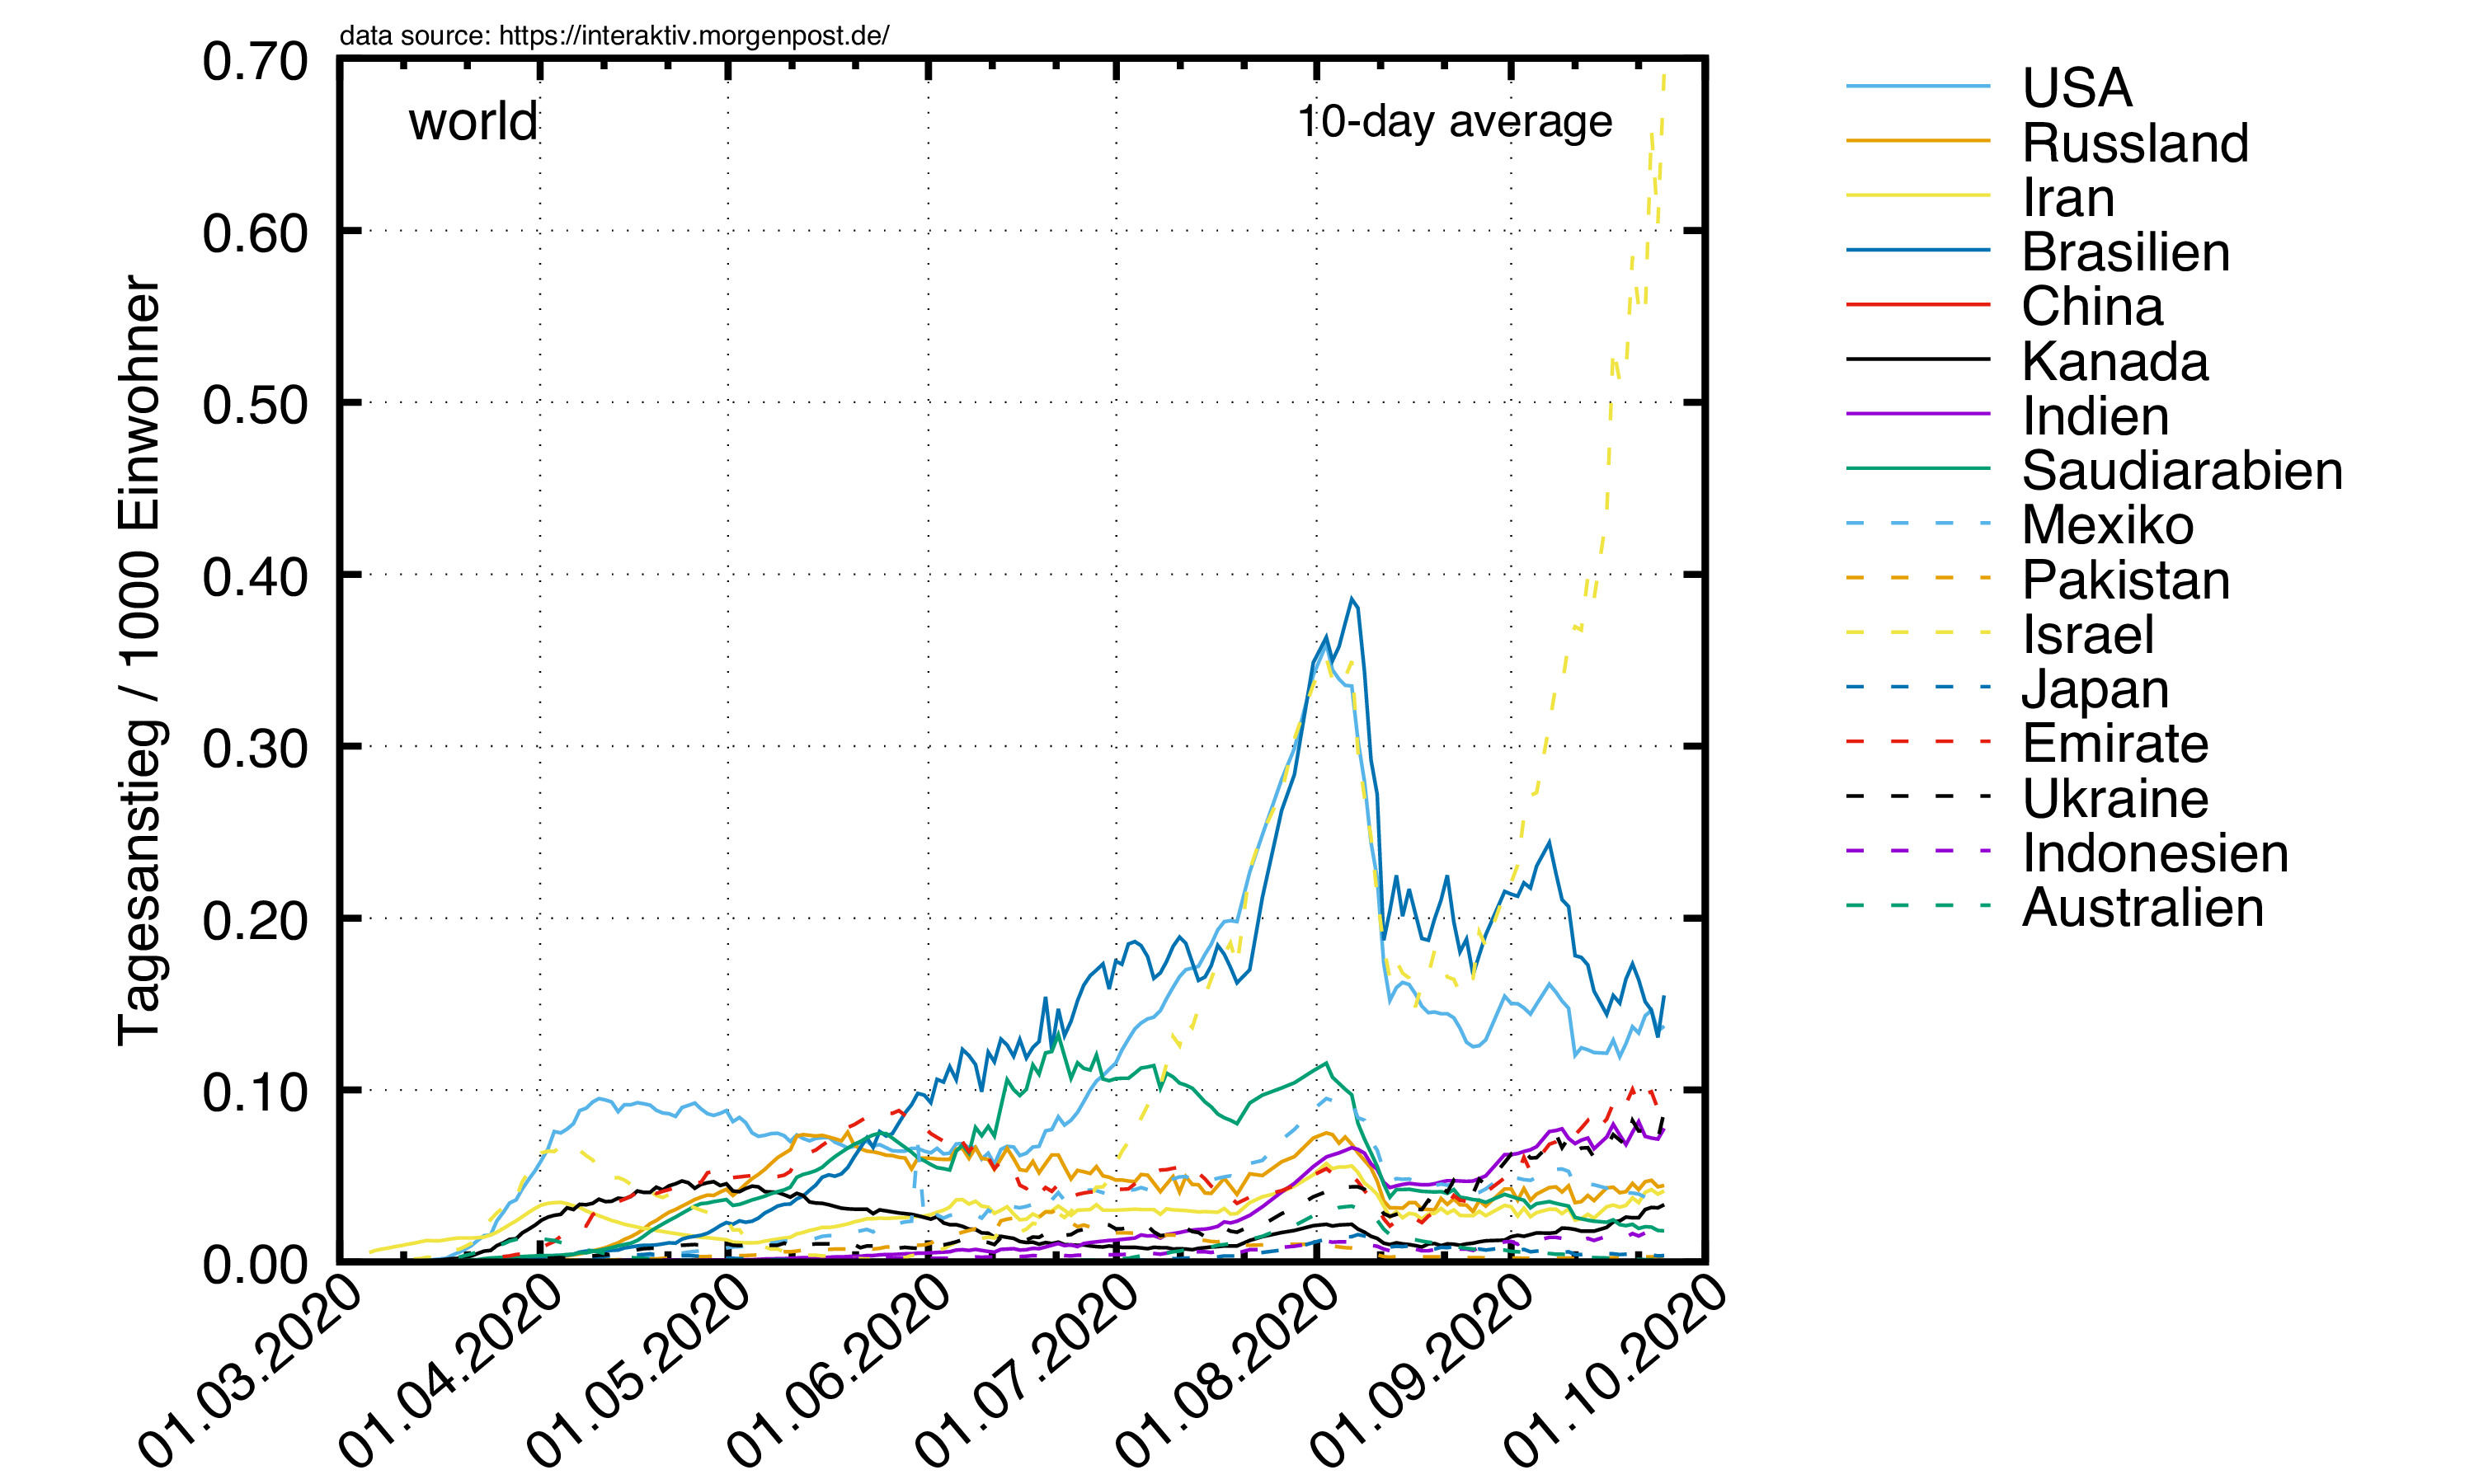 data source: https://interaktiv.morgenpost.de/
world
10-day average
Tagesanstieg / 1000 Einwohner
0.70
0.60
0.50
0.40
0.30
0.20
0.10
0.00
01.03.2020
01.04.2020
01.05.2020
01.06.2020
01.07.2020
01.08.2020
01.09.2020
01.10.2020
USA
Russland
Iran
Brasilien
China
Kanada
Indien
Saudiarabien
Mexiko
Pakistan
Israel
Japan
Emirate
Ukraine
Indonesien
Australien